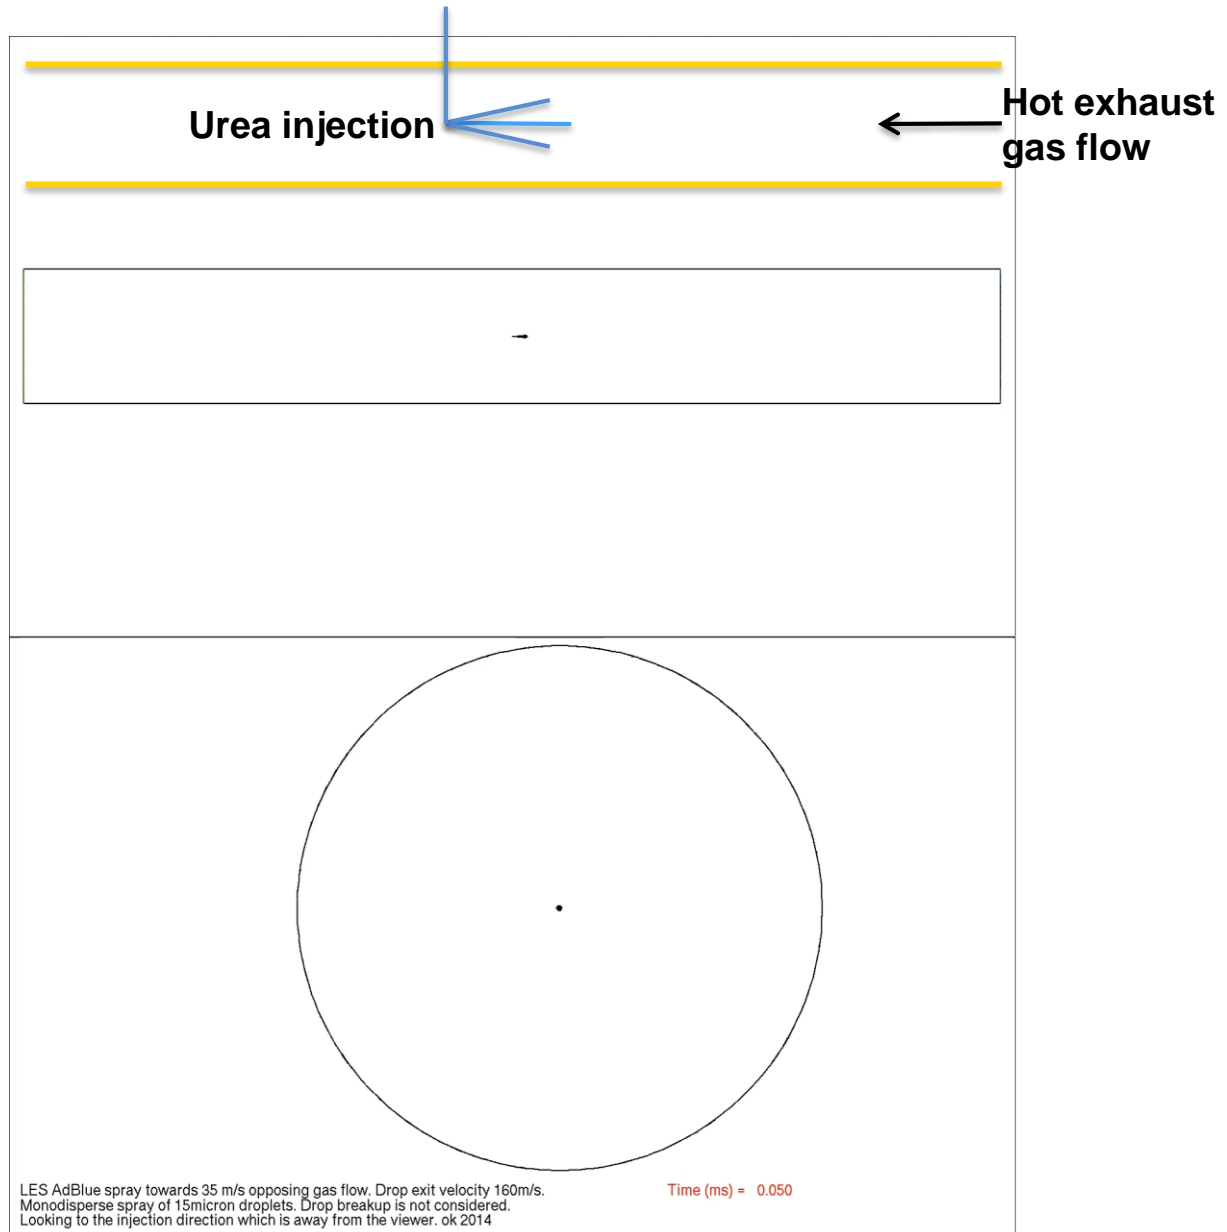 Urea injection
Hot exhaust
gas flow
LES AdBlue spray towards 35 m/s opposing gas flow. Drop exit velocity 160m/s.
Time (ms) = 0.050
Monodisperse spray of 15micron droplets. Drop breakup is not considered.
Looking to the injection direction which is away from the viewer. ok 2014